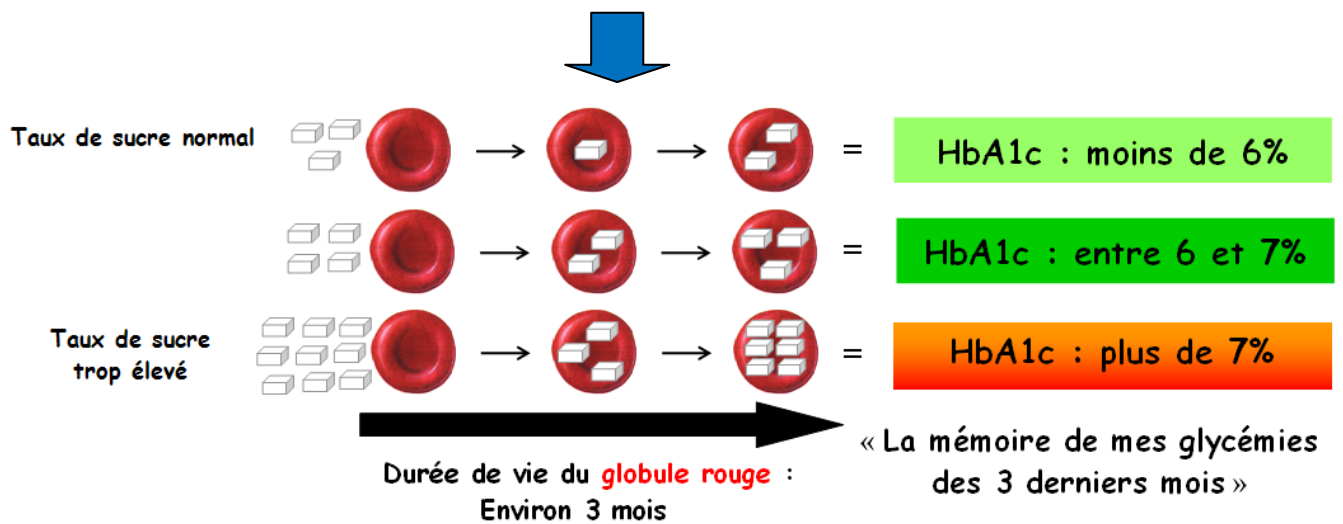 Taux de sucre normal
=
HbA1c : moins de 6%
=
HbA1c : entre 6 et 7%
Taux de sucre
trop élevé
=
HbA1c : plus de 7%
Durée de vie du globule rouge :
Environ 3 mois
« La mémoire de mes glycémies
des 3 derniers mois »